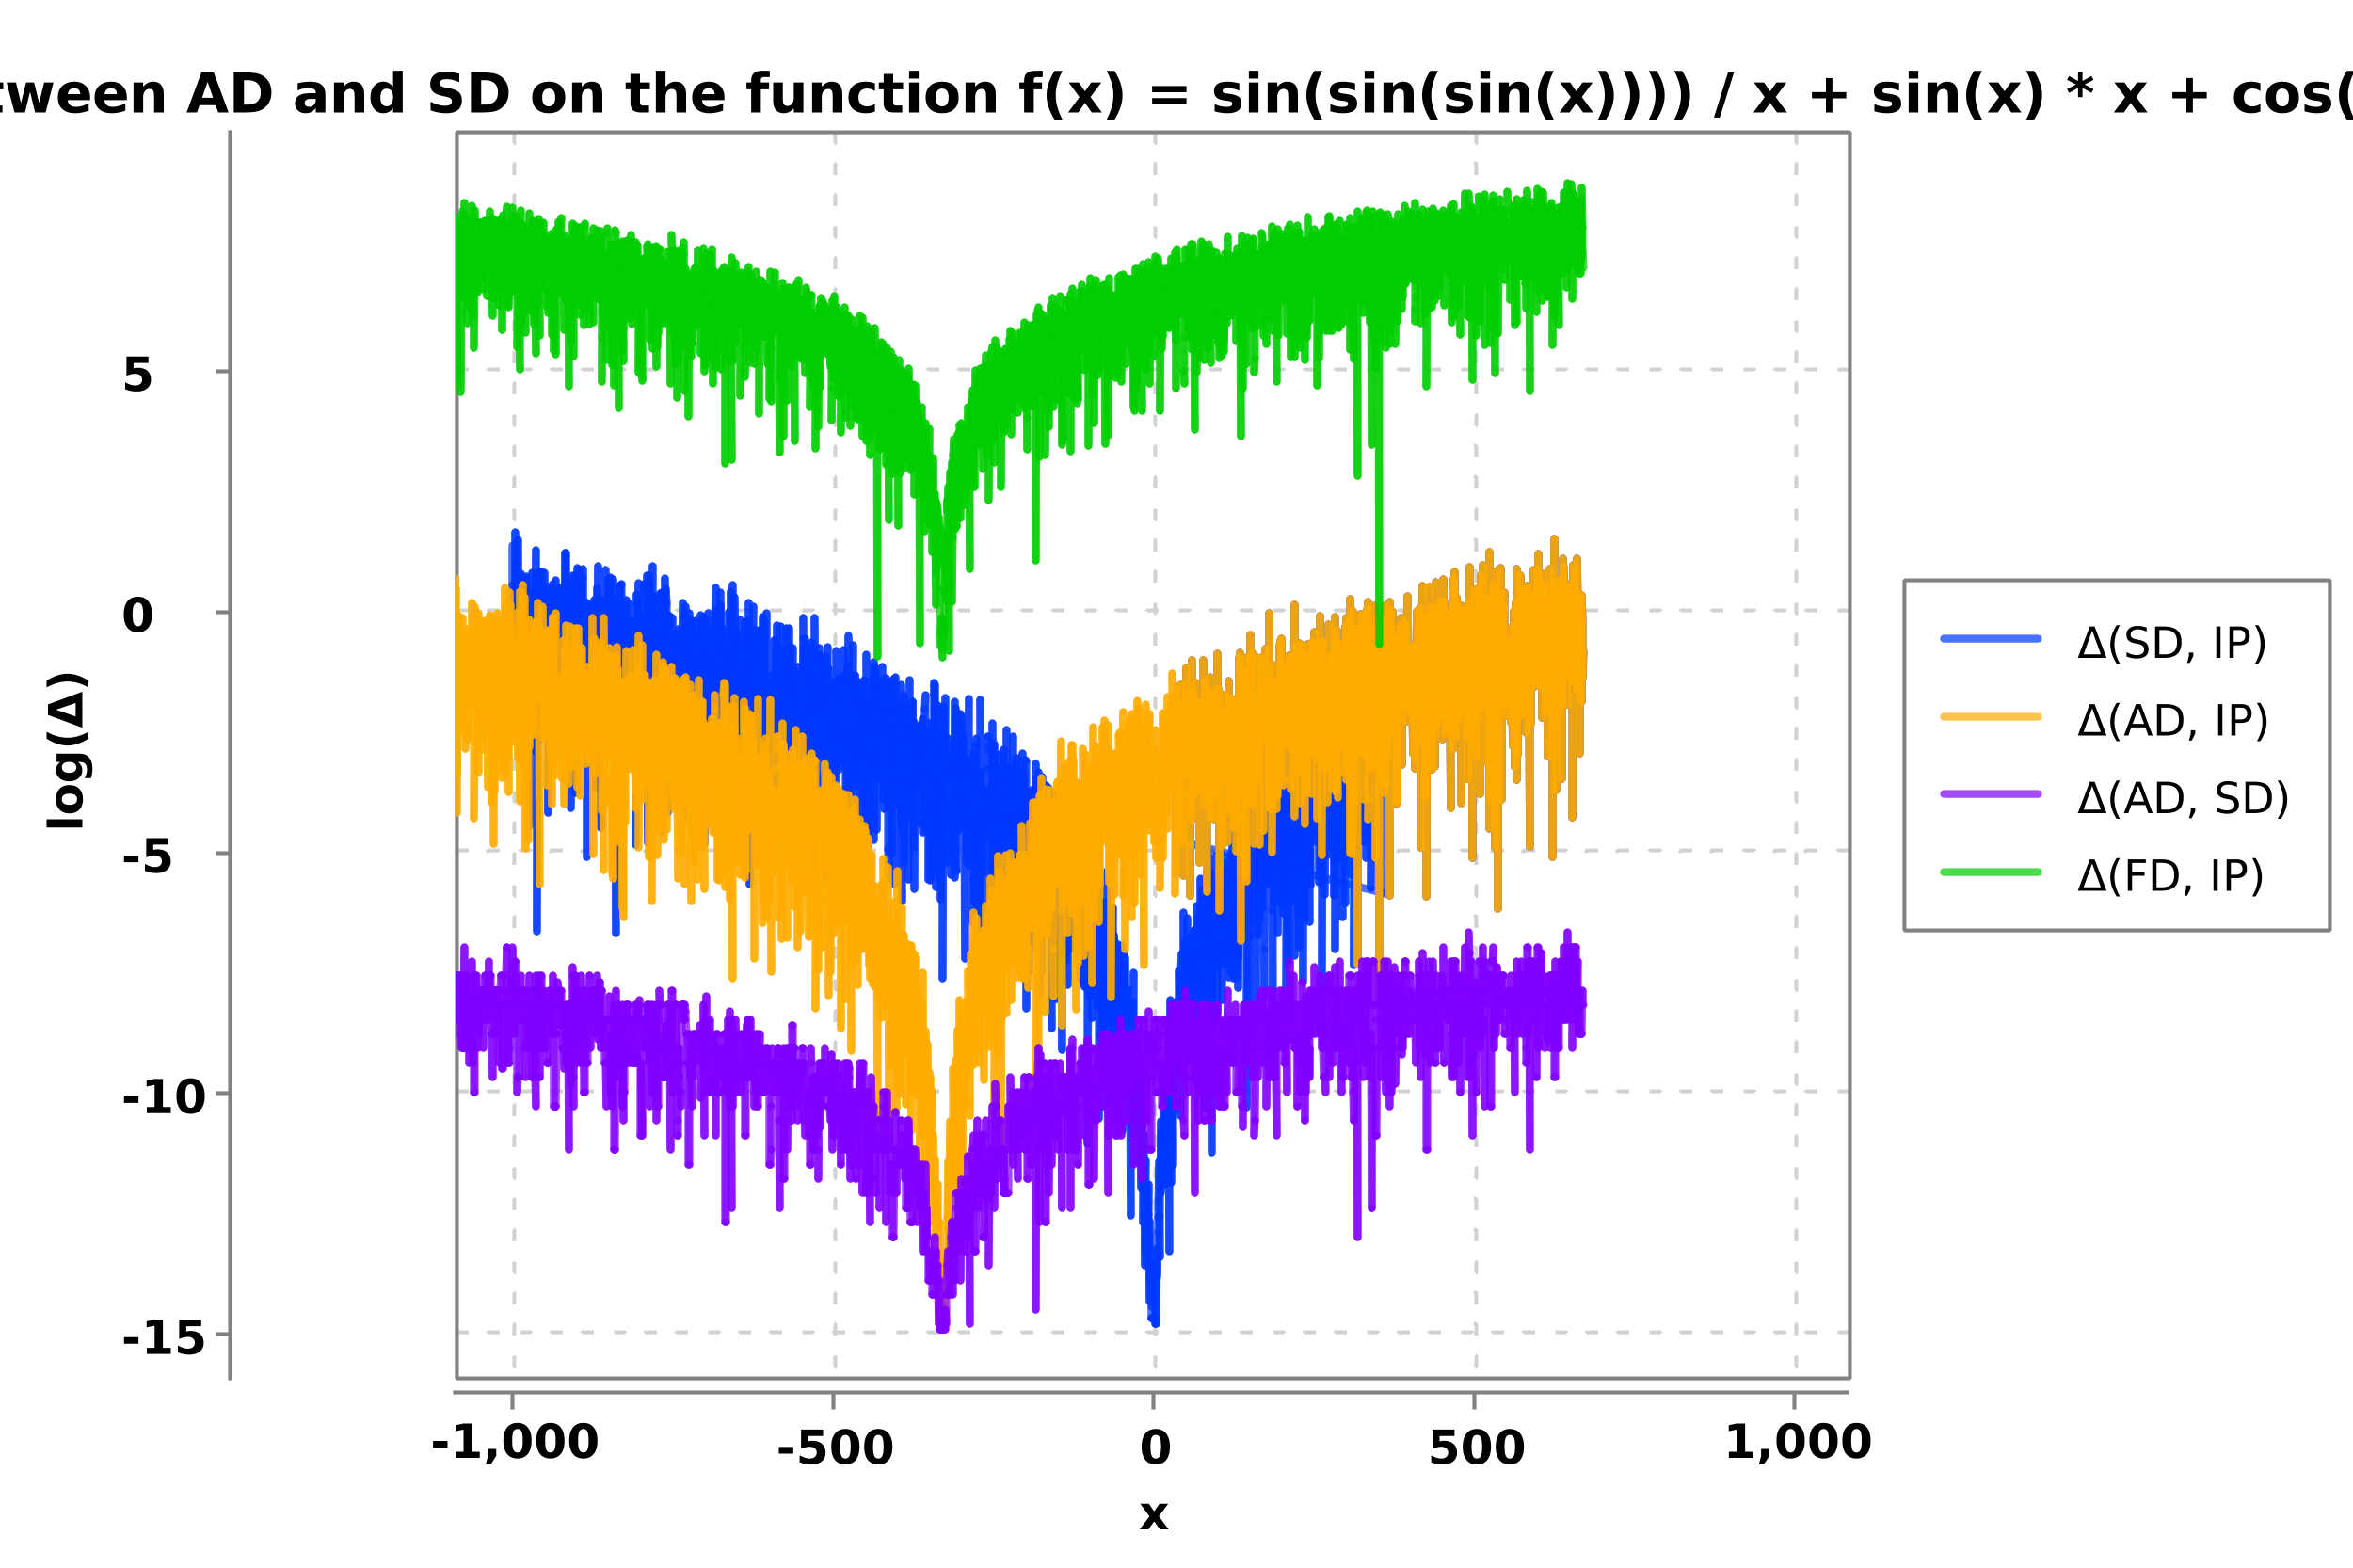 tween AD and SD on the function f(x) = sin(sin(sin(x)))) / x + sin(x) * x + cos(
5
0
-5
-10
-15
log(Δ)
-1,000
-500
0
500
1,000
x
Δ(SD, IP)
Δ(AD, IP)
Δ(AD, SD)
Δ(FD, IP)